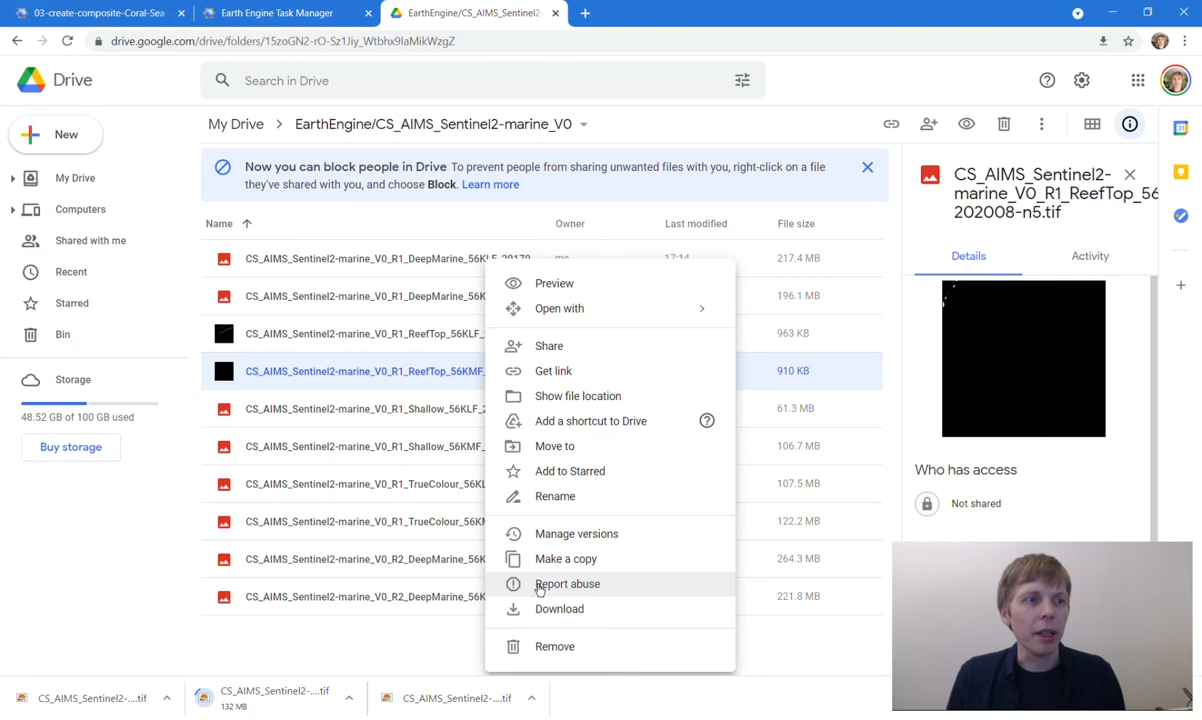 03-create-composite-Coral-Sea
Earth Engine Task Manager
EarthEngine/CS_AIMS_Sentinel2-
drive.google.com/drive/folders/15zoGN2-rO-Sz1Jiy_Wtbhx9IaMikWzgZ
Drive
Search in Drive
New
My Drive
EarthEngine/CS_AIMS_Sentinel2-marine_V0
My Drive
Computers
Shared with me
Recent
Starred
Bin
Storage
48.52 GB of 100 GB used
Buy storage
Now you can block people in Drive To prevent people from sharing unwanted files with you, right-click on a file
they've shared with you, and choose Block. Learn more
Name
Owner
Last modified
File size
CS_AIMS_Sentinel2-marine_V0_R1_DeepMarine_56KLF_20170
me
17:14
217.4 MB
CS_AIMS_Sentinel2-marine_V0_R1_DeepMarine_56K
196.1 MB
CS_AIMS_Sentinel2-marine_V0_R1_ReefTop_56KLF_
963 KB
CS_AIMS_Sentinel2-marine_V0_R1_ReefTop_56KMF_
910 KB
CS_AIMS_Sentinel2-marine_V0_R1_Shallow_56KLF_2
61.3 MB
CS_AIMS_Sentinel2-marine_V0_R1_Shallow_56KMF_
106.7 MB
CS_AIMS_Sentinel2-marine_V0_R1_TrueColour_56KL
107.5 MB
CS_AIMS_Sentinel2-marine_V0_R1_TrueColour_56KM
122.2 MB
CS_AIMS_Sentinel2-marine_V0_R2_DeepMarine_56K
264.3 MB
CS_AIMS_Sentinel2-marine_V0_R2_DeepMarine_56K
221.8 MB
Preview
Open with
Share
Get link
Show file location
Add a shortcut to Drive
Move to
Add to Starred
Rename
Manage versions
Make a copy
Report abuse
Download
Remove
CS_AIMS_Sentinel2-
marine_V0_R1_ReefTop_56
202008-n5.tif
Details
Activity
Who has access
Not shared
CS_AIMS_Sentinel2-....tif
CS_AIMS_Sentinel2-....tif
132 MB
CS_AIMS_Sentinel2-....tif